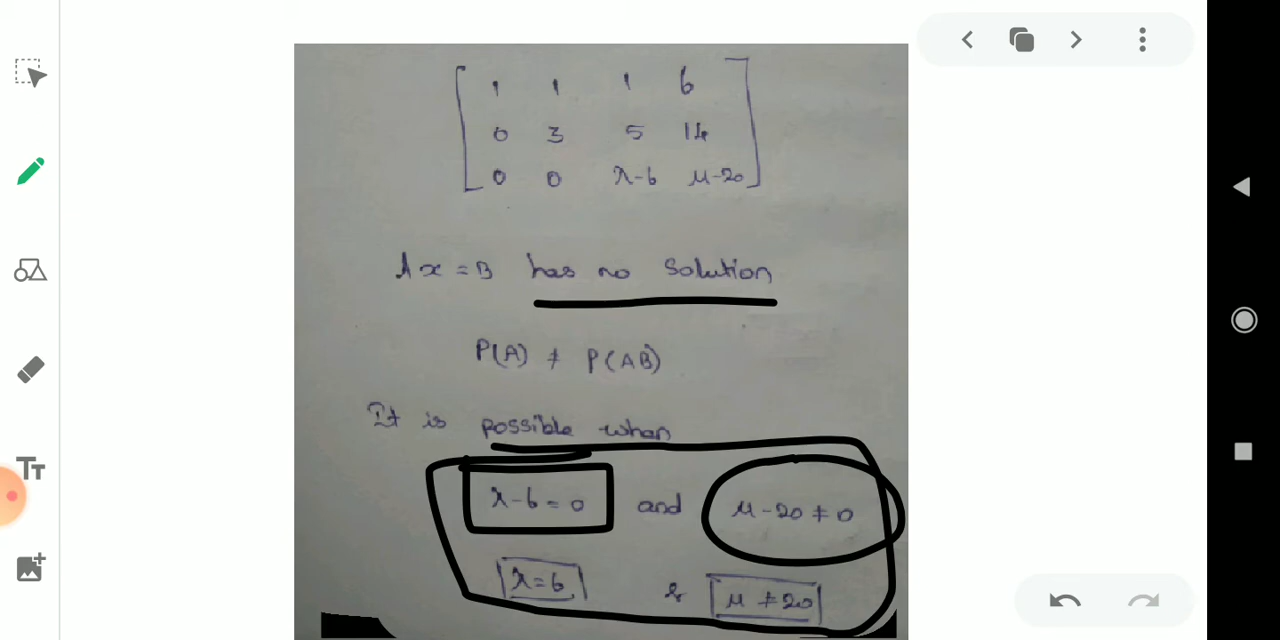 1 1 1 6
0 3 5 14
0 0 λ-6 μ-20
Ax = B has no solution
P(A) ≠ P(AB)
It is possible when
λ-6=0 and μ-20≠0
λ=6 & μ≠20
Tт